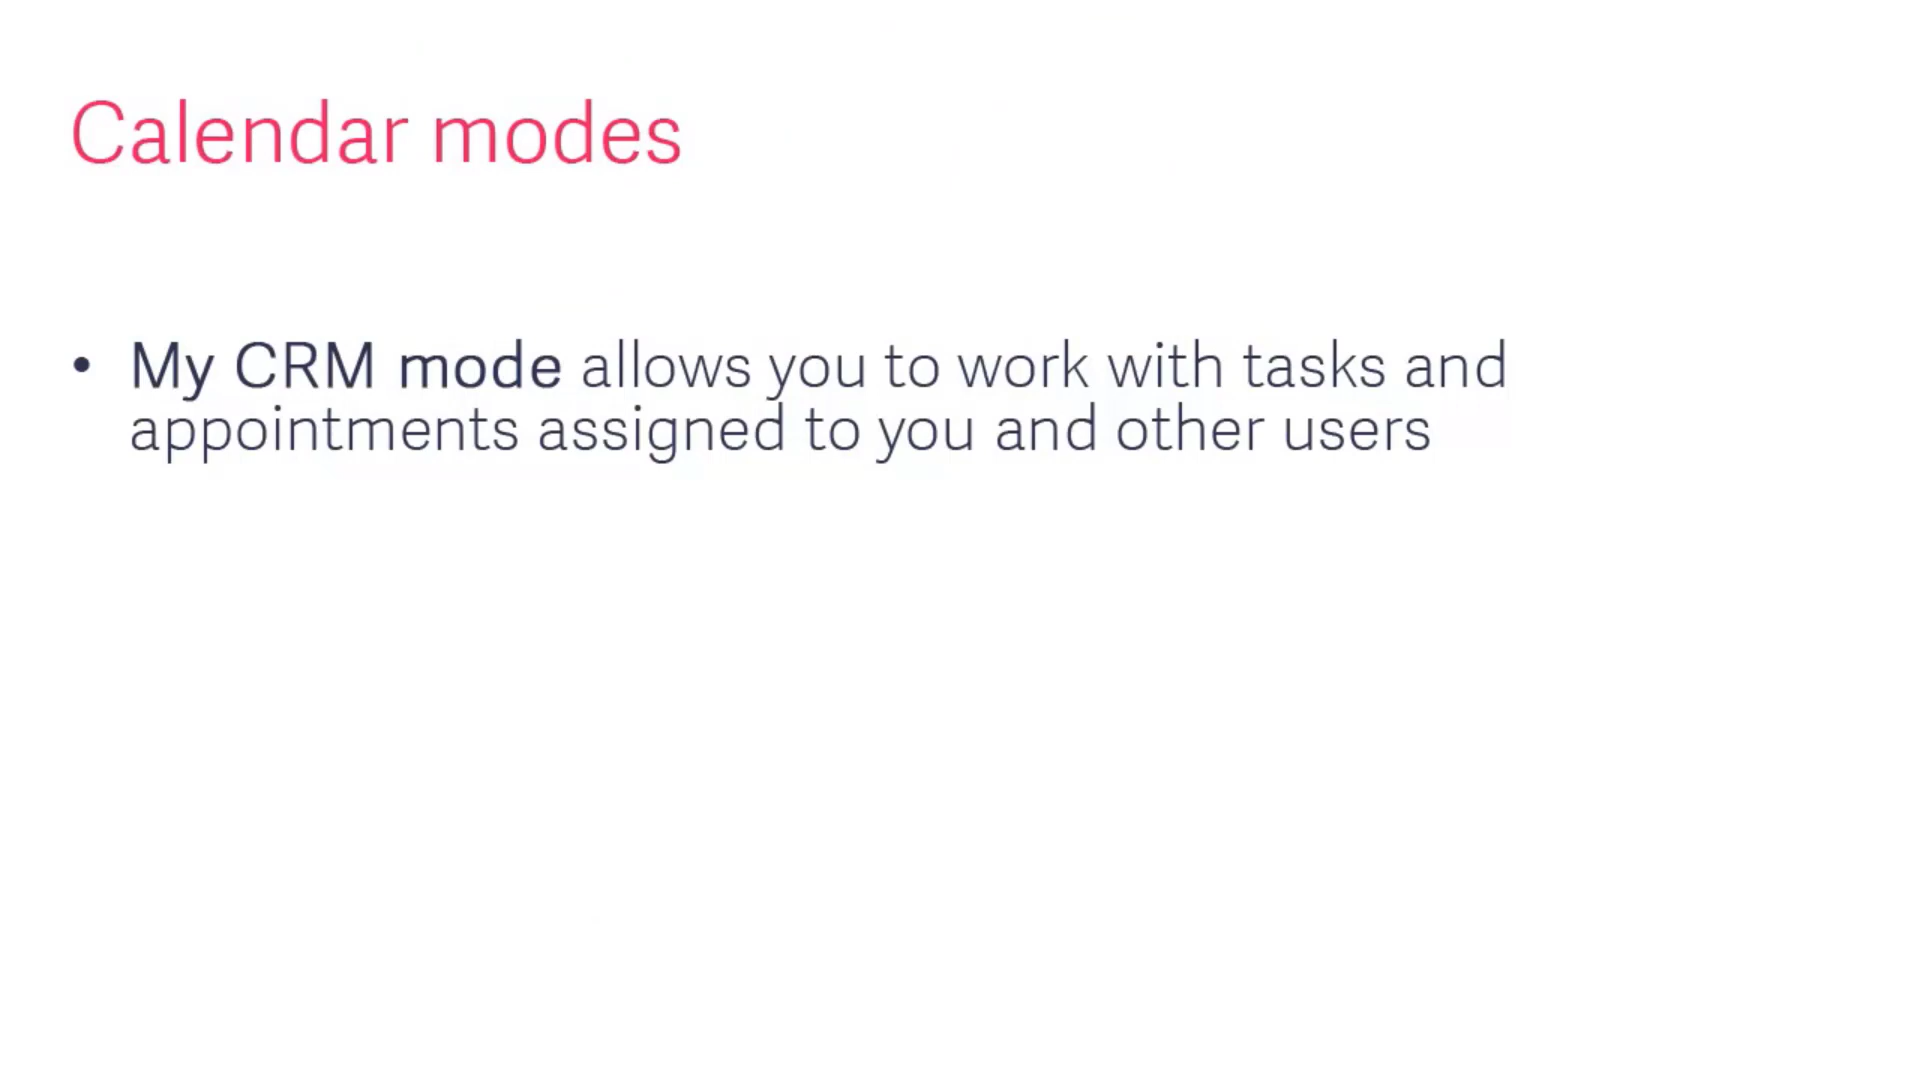 Calendar modes
• My CRM mode allows you to work with tasks and
appointments assigned to you and other users